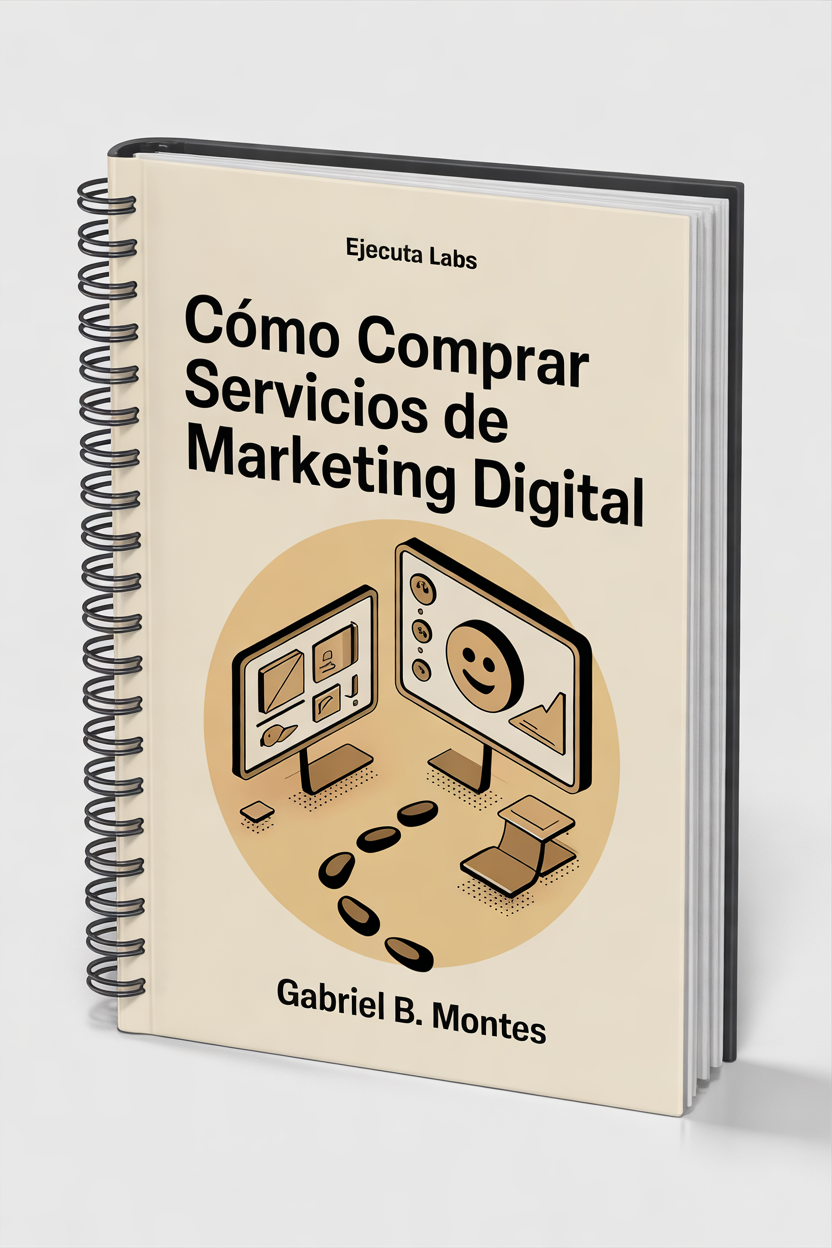 Ejecuta Labs
Cómo Comprar
Servicios de
Marketing Digital
Gabriel B. Montes